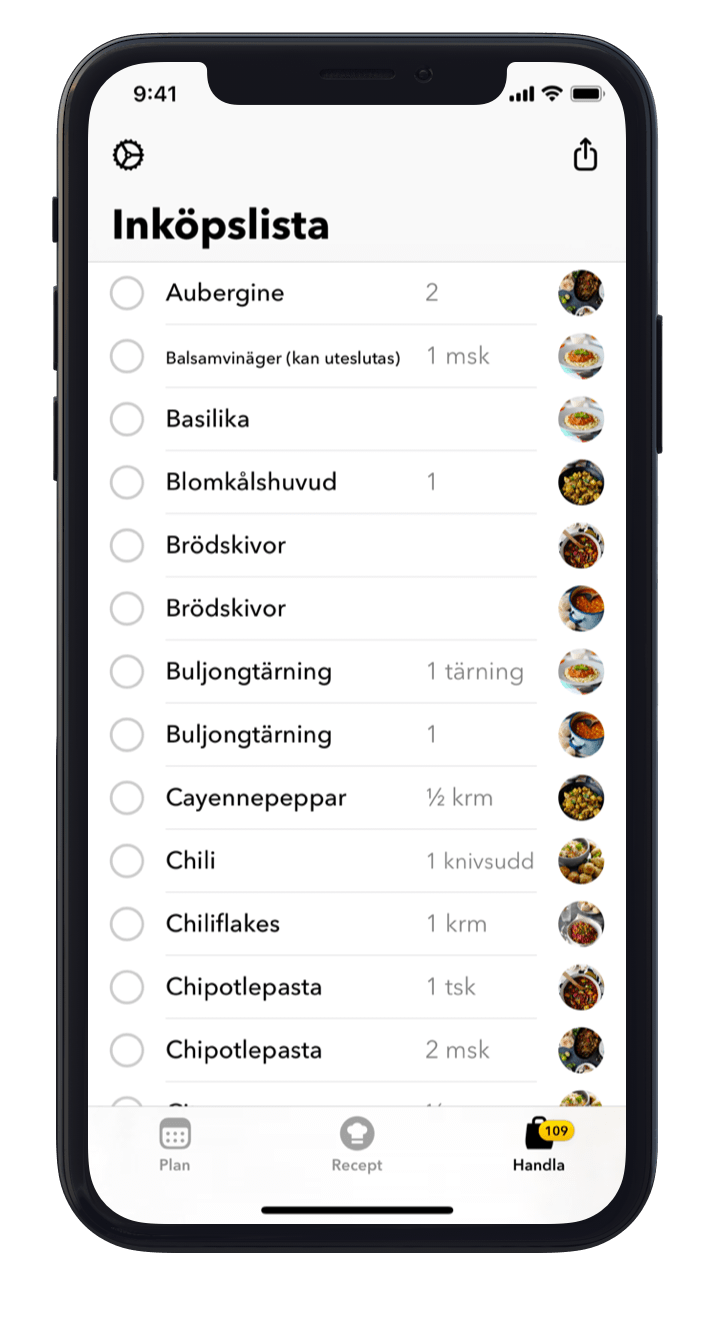 9:41
Inköpslista
Aubergine 2
Balsamvinäger (kan uteslutas) 1 msk
Basilika
Blomkålshuvud 1
Brödskivor
Brödskivor
Buljongtärning 1 tärning
Buljongtärning 1
Cayennepeppar ½ krm
Chili 1 knivsudd
Chiliflakes 1 krm
Chipotlepasta 1 tsk
Chipotlepasta 2 msk
109
Plan Recept Handla